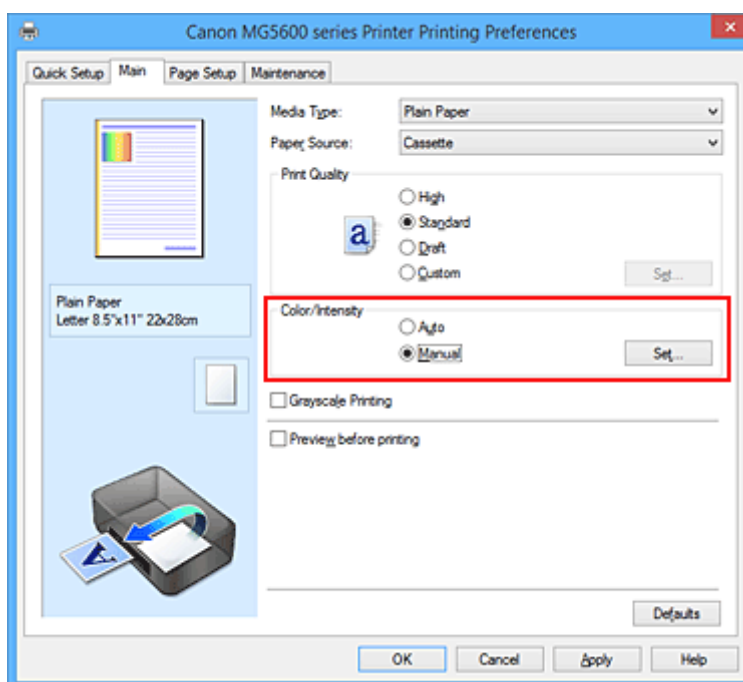 Canon MG5600 series Printer Printing Preferences
Quick Setup Main Page Setup Maintenance
Media Type: Plain Paper
Paper Source: Cassette
Print Quality
High
Standard
Draft
Custom Set...
a
Plain Paper
Letter 8.5"x11" 22x28cm
Color/Intensity
Auto
Manual Set...
Grayscale Printing
Preview before printing
A
Defaults
OK Cancel Apply Help